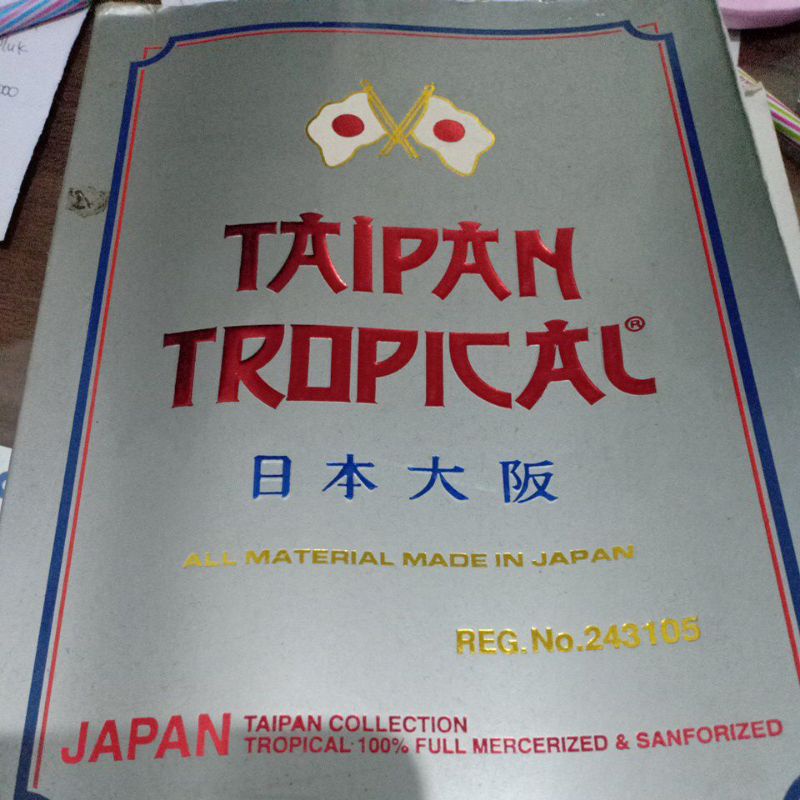 TAIPAN
TROPICAL®
日本大阪
ALL MATERIAL MADE IN JAPAN
REG.No.243105
JAPAN TAIPAN COLLECTION
TROPICAL 100% FULL MERCERIZED & SANFORIZED